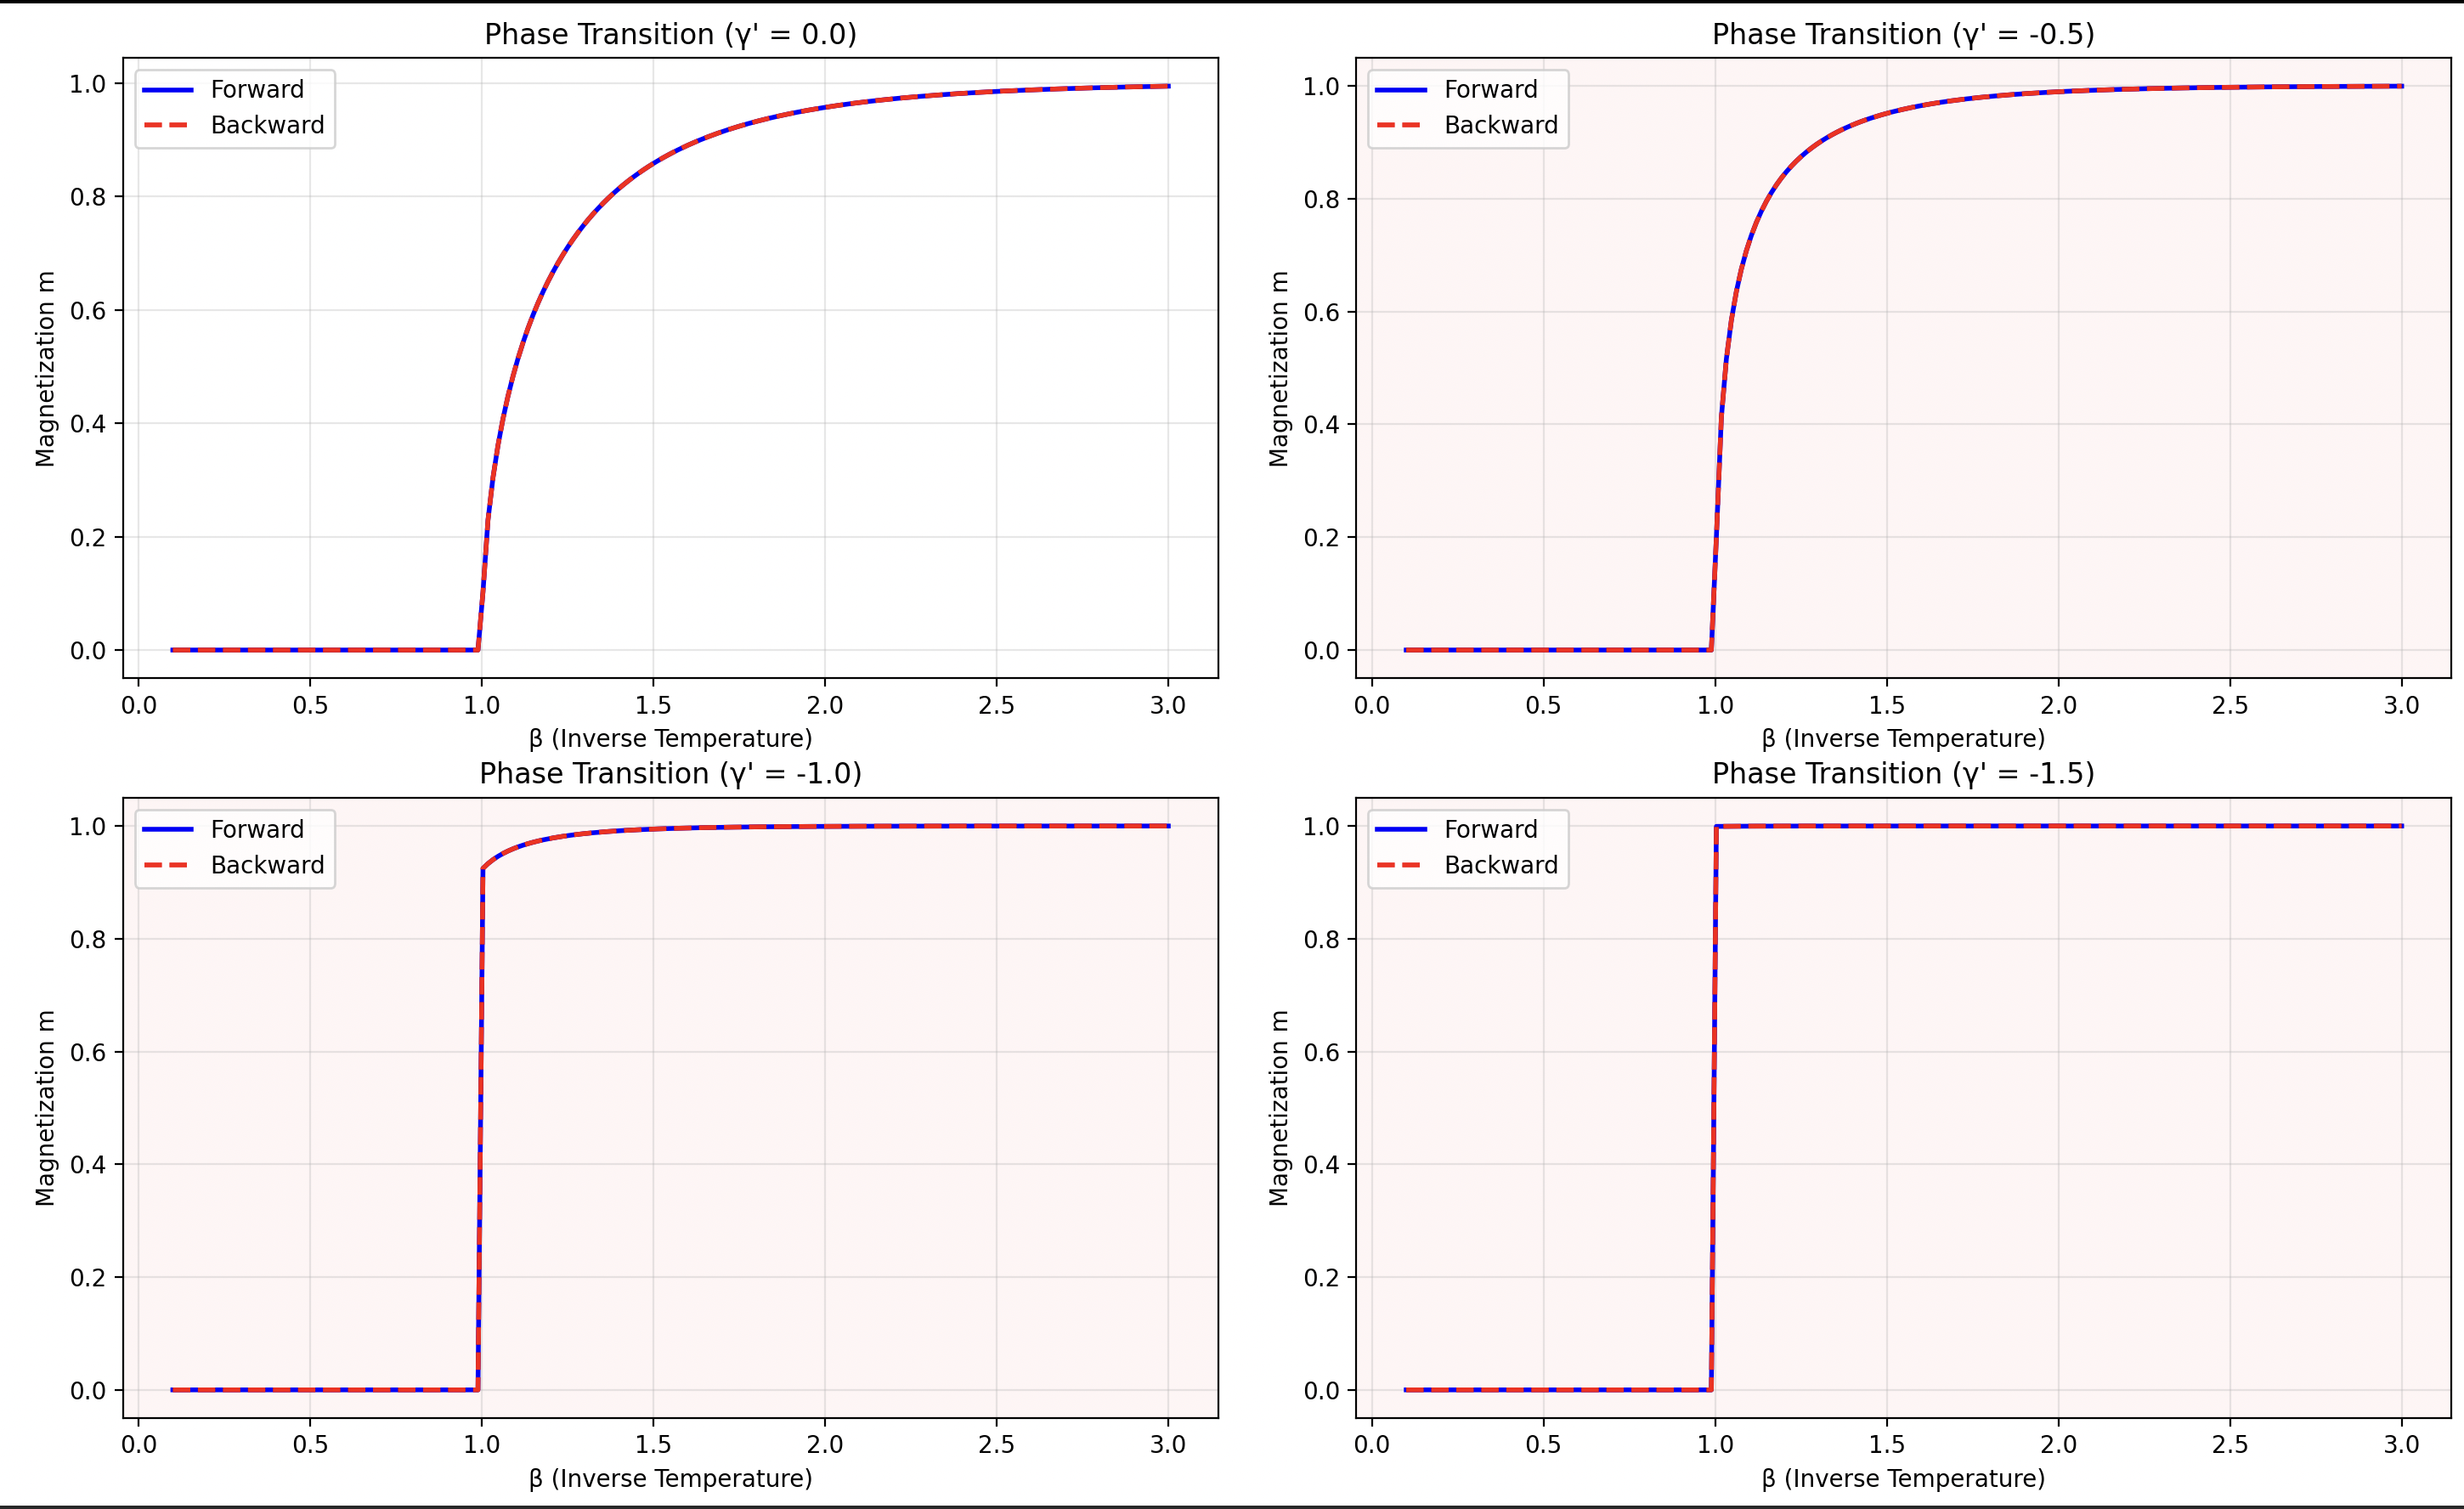 Phase Transition (γ' = 0.0)
Forward
Backward
Magnetization m
1.0
0.8
0.6
0.4
0.2
0.0
0.0 0.5 1.0 1.5 2.0 2.5 3.0
β (Inverse Temperature)
Phase Transition (γ' = -0.5)
Forward
Backward
Magnetization m
1.0
0.8
0.6
0.4
0.2
0.0
0.0 0.5 1.0 1.5 2.0 2.5 3.0
β (Inverse Temperature)
Phase Transition (γ' = -1.0)
Forward
Backward
Magnetization m
1.0
0.8
0.6
0.4
0.2
0.0
0.0 0.5 1.0 1.5 2.0 2.5 3.0
β (Inverse Temperature)
Phase Transition (γ' = -1.5)
Forward
Backward
Magnetization m
1.0
0.8
0.6
0.4
0.2
0.0
0.0 0.5 1.0 1.5 2.0 2.5 3.0
β (Inverse Temperature)